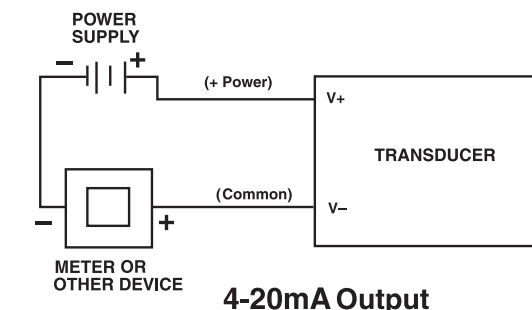 POWER
SUPPLY
– +
(+ Power)
V+
TRANSDUCER
(Common)
V–
– +
METER OR
OTHER DEVICE
4-20mA Output